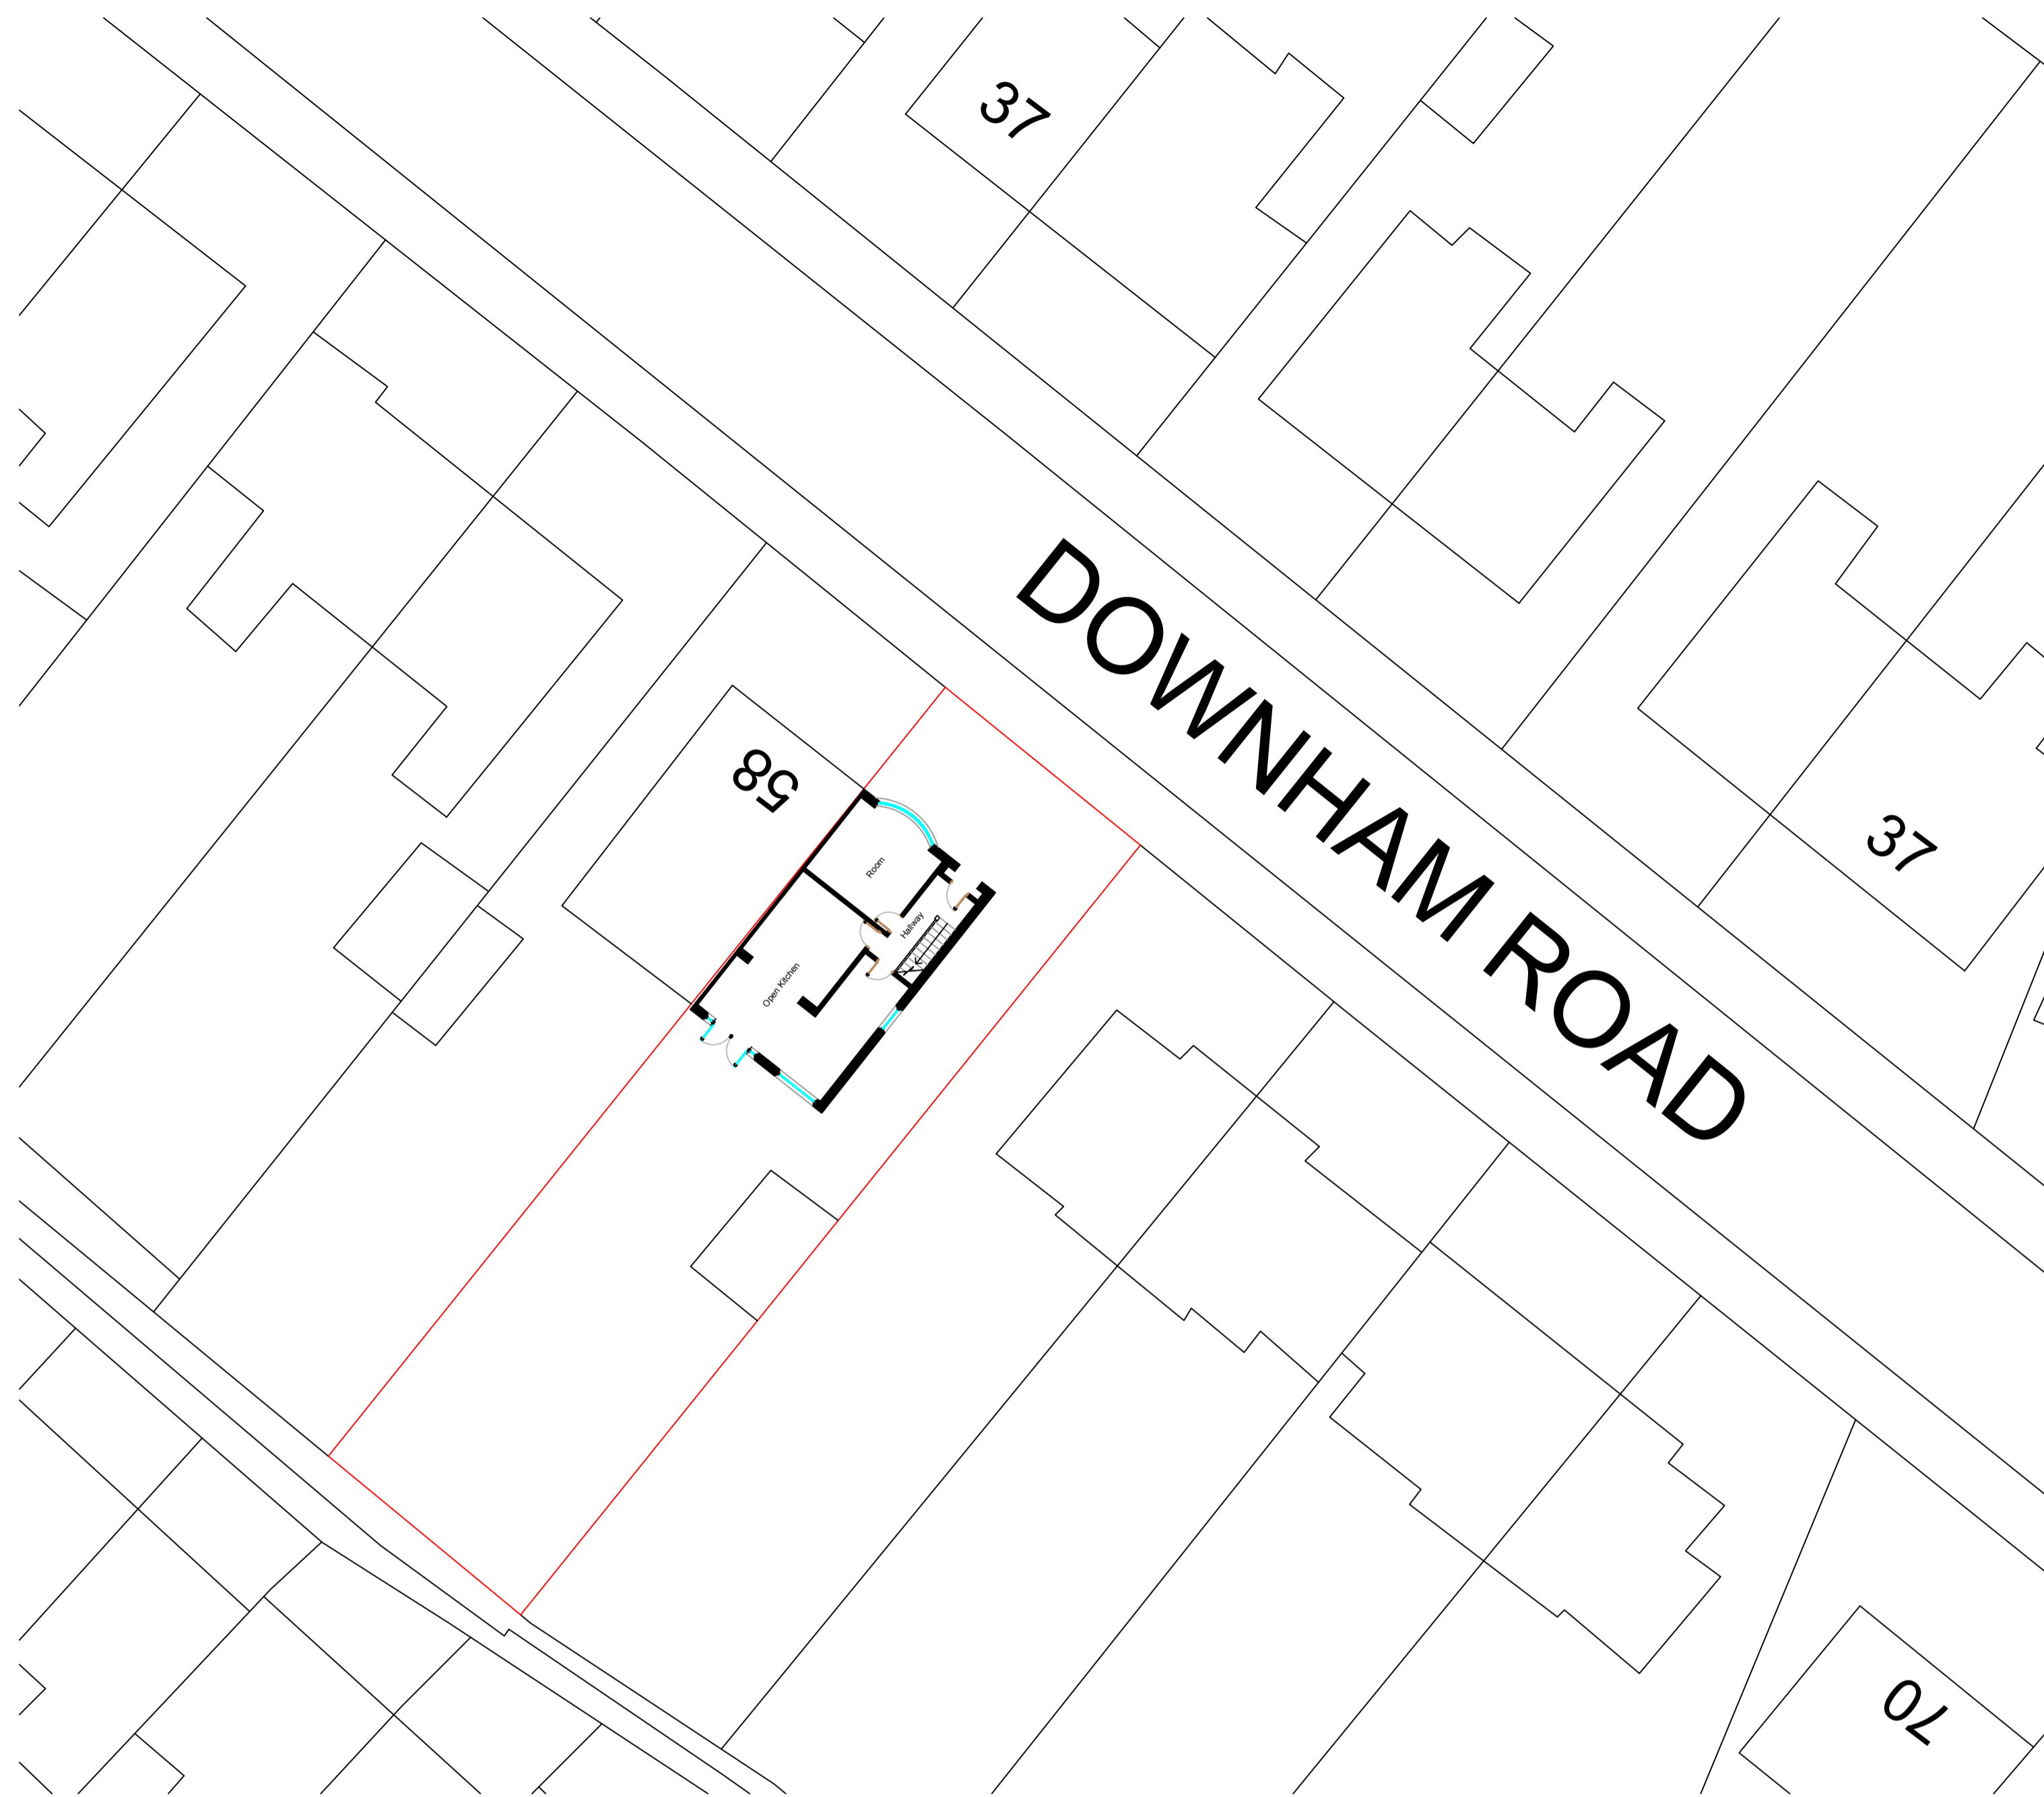 37
DOWNHAM ROAD
58
Room
Hallway
Open Kitchen
37
70